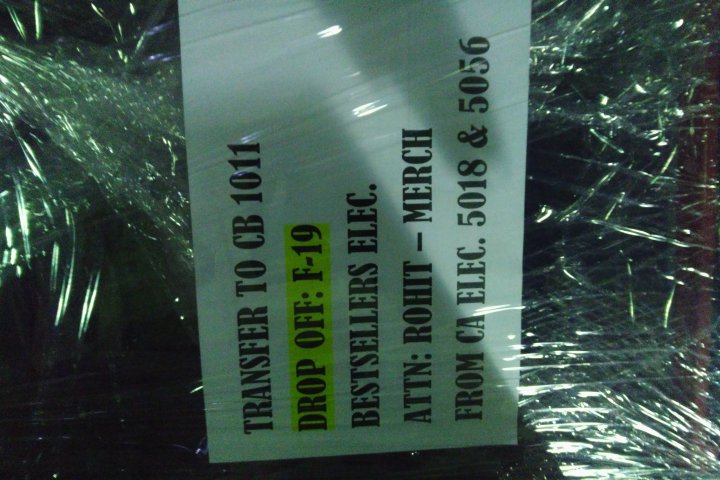 TRANSFER TO CB 1011
DROP OFF: F-19
BESTSELLERS ELEC.
ATTN: ROHIT – MERCH
FROM CA ELEC. 5018 & 5056